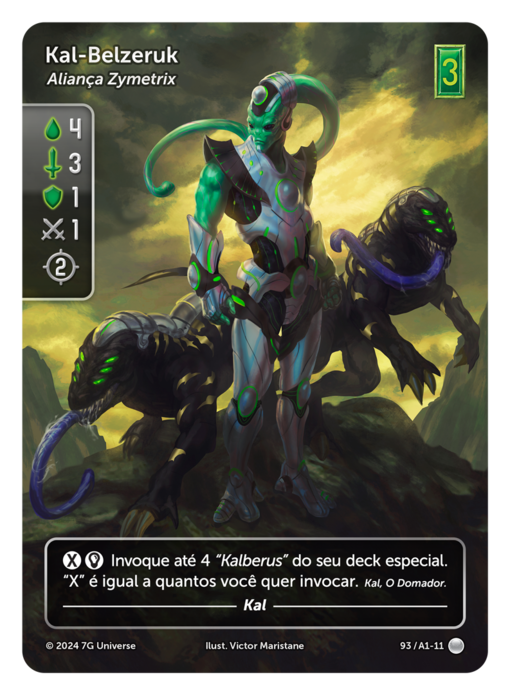 Kal-Belzeruk
Aliança Zymetrix
3
4
3
1
1
2
X Invoque até 4 “Kalberus” do seu deck especial.
“X” é igual a quantos você quer invocar. Kal, O Domador.
Kal
© 2024 7G Universe Ilust. Victor Maristane 93 / A1-11